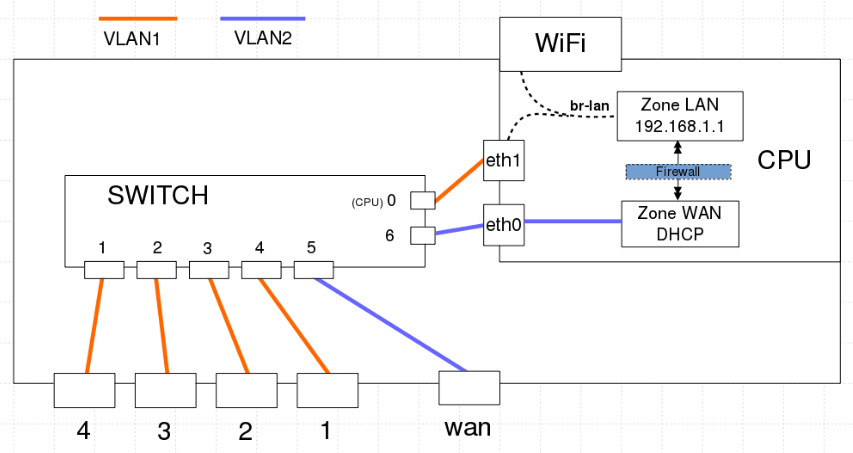 VLAN1
VLAN2
WiFi
br-lan
Zone LAN
192.168.1.1
eth1
CPU
Firewall
SWITCH
(CPU) 0
6
eth0
Zone WAN
DHCP
1
2
3
4
5
4
3
2
1
wan